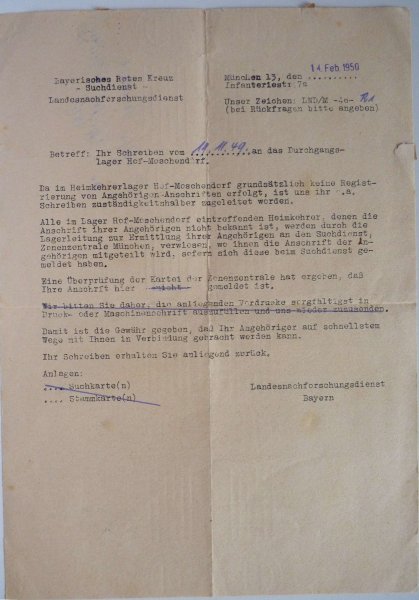 Bayerisches Rotes Kreuz
- Suchdienst -
Landesnachforschungsdienst
München 13, den 14. Feb. 1950
Infanteriestr. 7a
Unser Zeichen: LND/M -4e-
(bei Rückfragen bitte angeben)
Betreff: Ihr Schreiben vom 19.11.49 an das Durchgangs-
lager Hof-Moschendorf.
Da im Heimkehrerlager Hof-Moschendorf grundsätzlich keine Regist-
rierung von Angehörigen-Anschriften erfolgt, ist uns ihr .a.
Schreiben zuständigkeitshalber zugeleitet worden.
Alle im Lager Hof-Moschendorf eintreffenden Heimkehrer, denen die
Anschrift ihrer Angehörigen nicht bekannt ist, werden durch die
Lagerleitung zur Ermittlung ihrer Angehörigen an den Suchdienst,
Zonenzentrale München, verwiesen, wo ihnen die Anschrift der An-
gehörigen mitgeteilt wird, sofern sich diese beim Suchdienst ge-
meldet haben.
Eine Überprüfung der Kartei der Zonenzentrale hat ergeben, daß
Ihre Anschrft hier nicht gemeldet ist.
Wir bitten Sie daher, die anliegenden Vordrucke sorgfältigst in
Druck- oder Maschinenschrift auszufüllen und uns wieder zuzusenden.
Damit ist die Gewähr gegeben, daß Ihr Angehöriger auf schnellstem
Wege mit Ihnen in Verbindung gebracht werden kann.
Ihr Schreiben erhalten Sie anliegend zurück.
Anlagen:
.... Suchkarte(n)
.... Stammkarte(n)
Landesnachforschungsdienst
Bayern